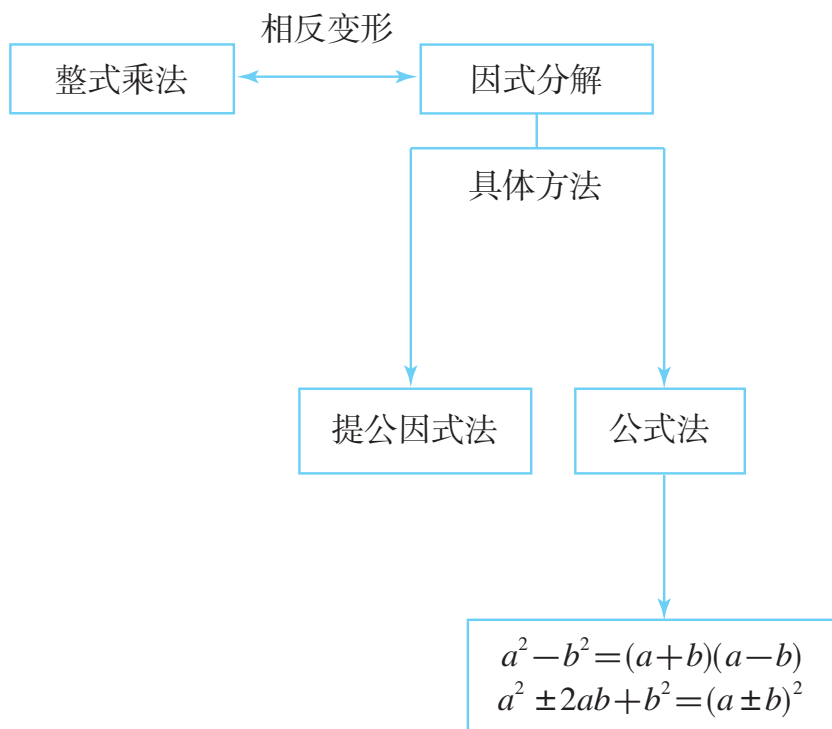 相反变形
整式乘法
因式分解
具体方法
提公因式法
公式法
a²−b²=(a+b)(a−b)
a²±2ab+b²=(a±b)²